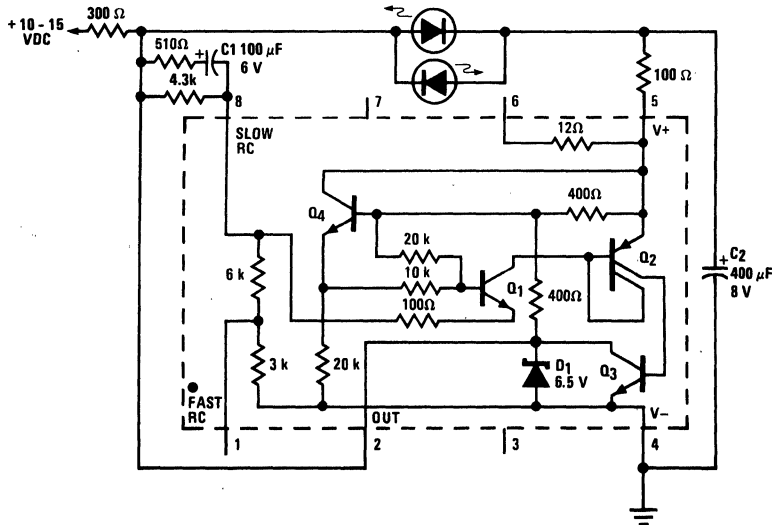 300 Ω
+ 10 - 15
VDC
510Ω
+ C1 100 μF
6 V
4.3k
100 Ω
8
7
6
5
SLOW
RC
12Ω
V+
Q4
400Ω
20 k
Q2
+ C2
400 μF
8 V
6 k
10 k
Q1
400Ω
100Ω
3 k
20 k
D1
6.5 V
Q3
FAST
RC
OUT
V−
1
2
3
4